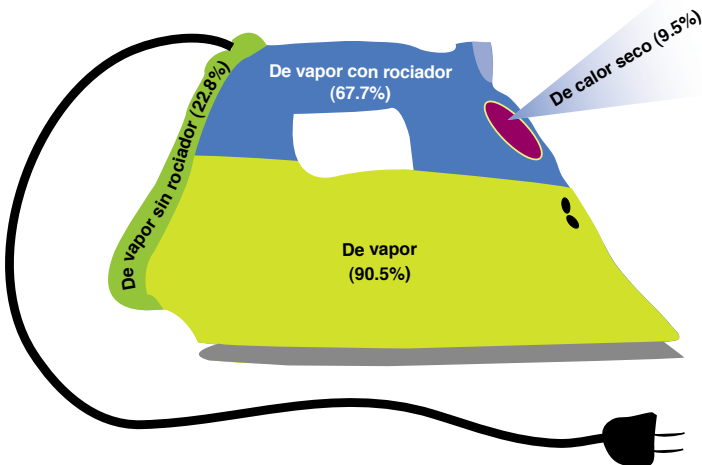 De vapor con rociador
(67.7%)
De calor seco (9.5%)
De vapor sin rociador (22.8%)
De vapor
(90.5%)